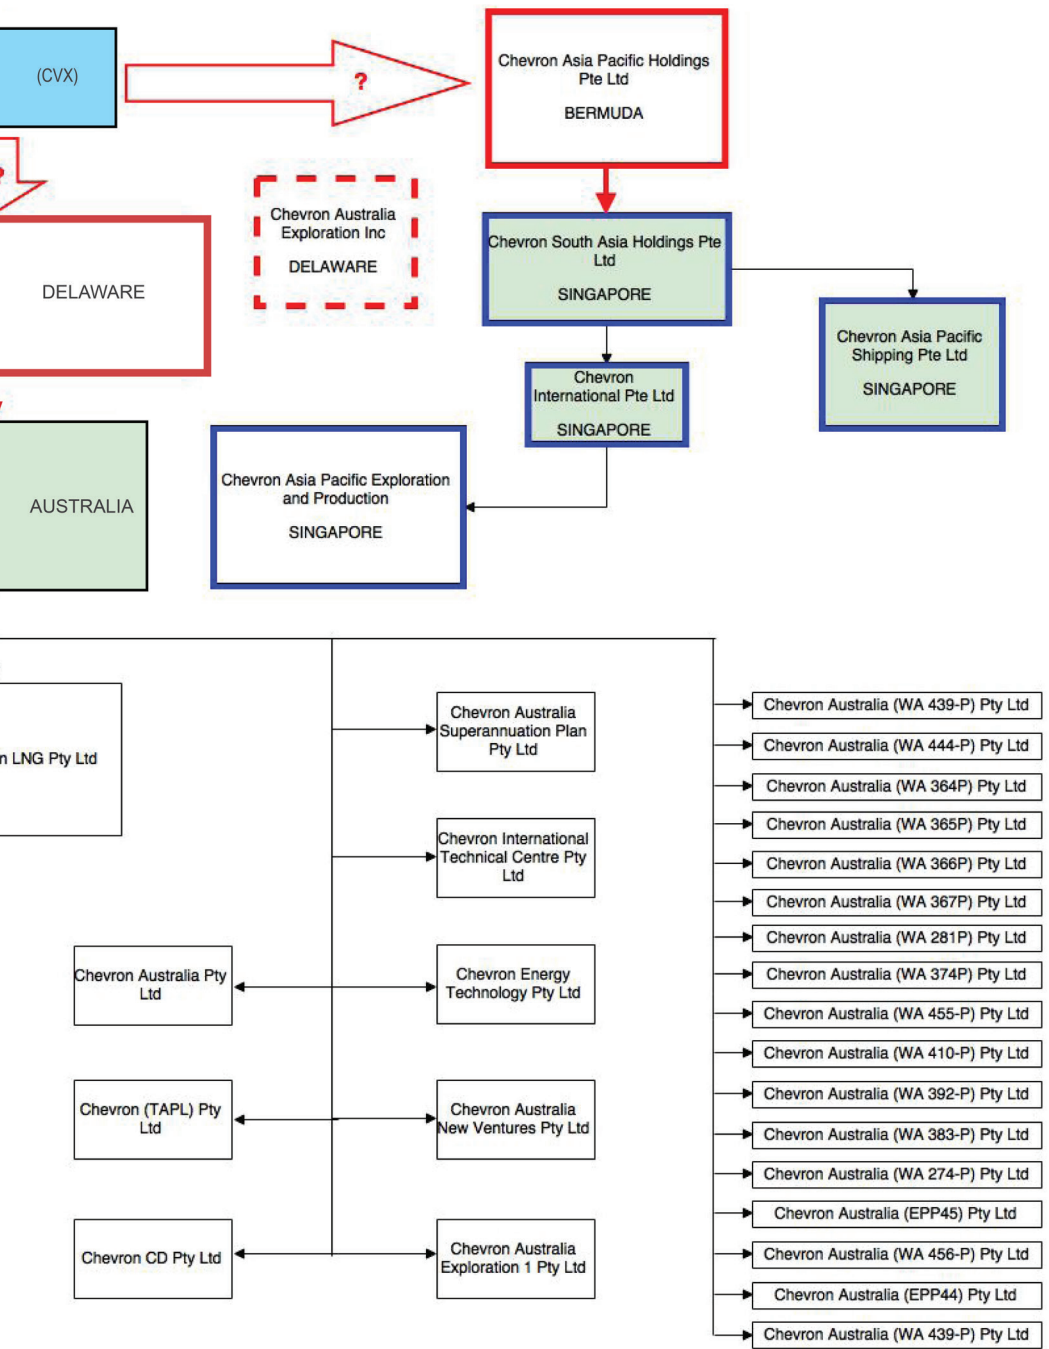 (CVX)
?
Chevron Asia Pacific Holdings
Pte Ltd
BERMUDA
?
Chevron Australia
Exploration Inc
DELAWARE
Chevron South Asia Holdings Pte
Ltd
SINGAPORE
DELAWARE
Chevron Asia Pacific
Shipping Pte Ltd
SINGAPORE
Chevron
International Pte Ltd
SINGAPORE
AUSTRALIA
Chevron Asia Pacific Exploration
and Production
SINGAPORE
n LNG Pty Ltd
Chevron Australia Pty
Ltd
Chevron (TAPL) Pty
Ltd
Chevron CD Pty Ltd
Chevron Australia
Superannuation Plan
Pty Ltd
Chevron International
Technical Centre Pty
Ltd
Chevron Energy
Technology Pty Ltd
Chevron Australia
New Ventures Pty Ltd
Chevron Australia
Exploration 1 Pty Ltd
Chevron Australia (WA 439-P) Pty Ltd
Chevron Australia (WA 444-P) Pty Ltd
Chevron Australia (WA 364P) Pty Ltd
Chevron Australia (WA 365P) Pty Ltd
Chevron Australia (WA 366P) Pty Ltd
Chevron Australia (WA 367P) Pty Ltd
Chevron Australia (WA 281P) Pty Ltd
Chevron Australia (WA 374P) Pty Ltd
Chevron Australia (WA 455-P) Pty Ltd
Chevron Australia (WA 410-P) Pty Ltd
Chevron Australia (WA 392-P) Pty Ltd
Chevron Australia (WA 383-P) Pty Ltd
Chevron Australia (WA 274-P) Pty Ltd
Chevron Australia (EPP45) Pty Ltd
Chevron Australia (WA 456-P) Pty Ltd
Chevron Australia (EPP44) Pty Ltd
Chevron Australia (WA 439-P) Pty Ltd